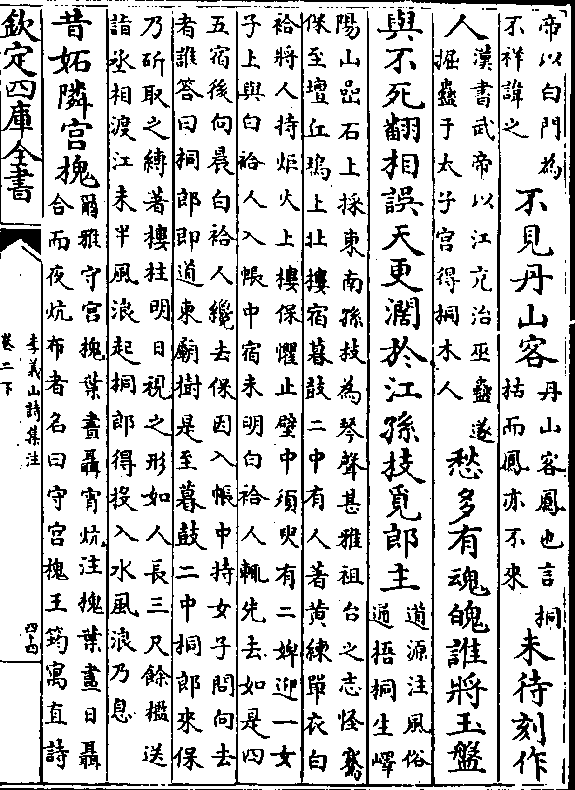 帝以白門為
不祥諱之
不見丹山客
丹山客鳳也言桐
枯而鳳亦不來
未待刻作
人
漢書武帝以江充治巫蠱遂
掘蠱于太子宮得桐木人
愁多有魂魄誰將玉盤
與不死翻相誤天更濶於江孫枝覓郎主
道源注風俗
通梧桐生嶧
陽山嵒石上採東南孫枝為琴聲甚雅祖台之志怪騫
保至壇丘塢上北樓宿暮鼓二中有人著黄練單衣白
袷將人持炬火上樓保懼止壁中須臾有二婢迎一女
子上與白袷人入帳中宿未明白袷人輒先去如是四
五宿後向晨白袷人纔去保因入帳中持女子問向去
者誰答曰桐郎即道東廟樹是至暮鼓二中桐郎來保
乃斫取之縛著樓柱明日視之形如人長三尺餘檻送
詣丞相渡江未半風浪起桐郎得投入水風浪乃息
昔妬隣宮槐
爾雅守宮槐葉晝聶宵炕注槐葉晝日聶
合而夜炕布者名曰守宮槐王筠寓直詩
欽定四庫全書
李義山詩集注
卷二下
四十四